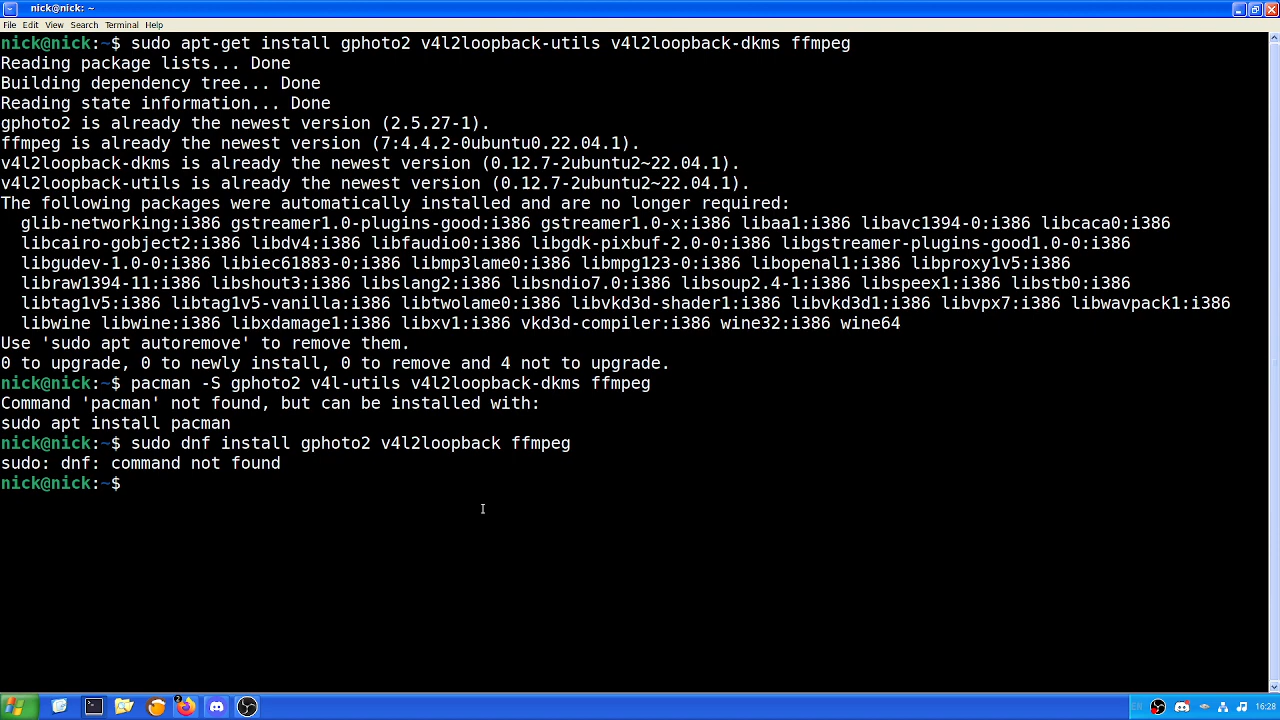 nick@nick: ~
File Edit View Search Terminal Help
nick@nick:~$ sudo apt-get install gphoto2 v4l2loopback-utils v4l2loopback-dkms ffmpeg
Reading package lists... Done
Building dependency tree... Done
Reading state information... Done
gphoto2 is already the newest version (2.5.27-1).
ffmpeg is already the newest version (7:4.4.2-0ubuntu0.22.04.1).
v4l2loopback-dkms is already the newest version (0.12.7-2ubuntu2~22.04.1).
v4l2loopback-utils is already the newest version (0.12.7-2ubuntu2~22.04.1).
The following packages were automatically installed and are no longer required:
  glib-networking:i386 gstreamer1.0-plugins-good:i386 gstreamer1.0-x:i386 libaa1:i386 libavc1394-0:i386 libcaca0:i386
  libcairo-gobject2:i386 libdv4:i386 libfaudio0:i386 libgdk-pixbuf-2.0-0:i386 libgstreamer-plugins-good1.0-0:i386
  libgudev-1.0-0:i386 libiec61883-0:i386 libmp3lame0:i386 libmpg123-0:i386 libopenal1:i386 libproxy1v5:i386
  libraw1394-11:i386 libshout3:i386 libslang2:i386 libsndio7.0:i386 libsoup2.4-1:i386 libspeex1:i386 libstb0:i386
  libtag1v5:i386 libtag1v5-vanilla:i386 libtwolame0:i386 libvkd3d-shader1:i386 libvkd3d1:i386 libvpx7:i386 libwavpack1:i386
  libwine libwine:i386 libxdamage1:i386 libxv1:i386 vkd3d-compiler:i386 wine32:i386 wine64
Use 'sudo apt autoremove' to remove them.
0 to upgrade, 0 to newly install, 0 to remove and 4 not to upgrade.
nick@nick:~$ pacman -S gphoto2 v4l-utils v4l2loopback-dkms ffmpeg
Command 'pacman' not found, but can be installed with:
sudo apt install pacman
nick@nick:~$ sudo dnf install gphoto2 v4l2loopback ffmpeg
sudo: dnf: command not found
nick@nick:~$
2
EN
16:28